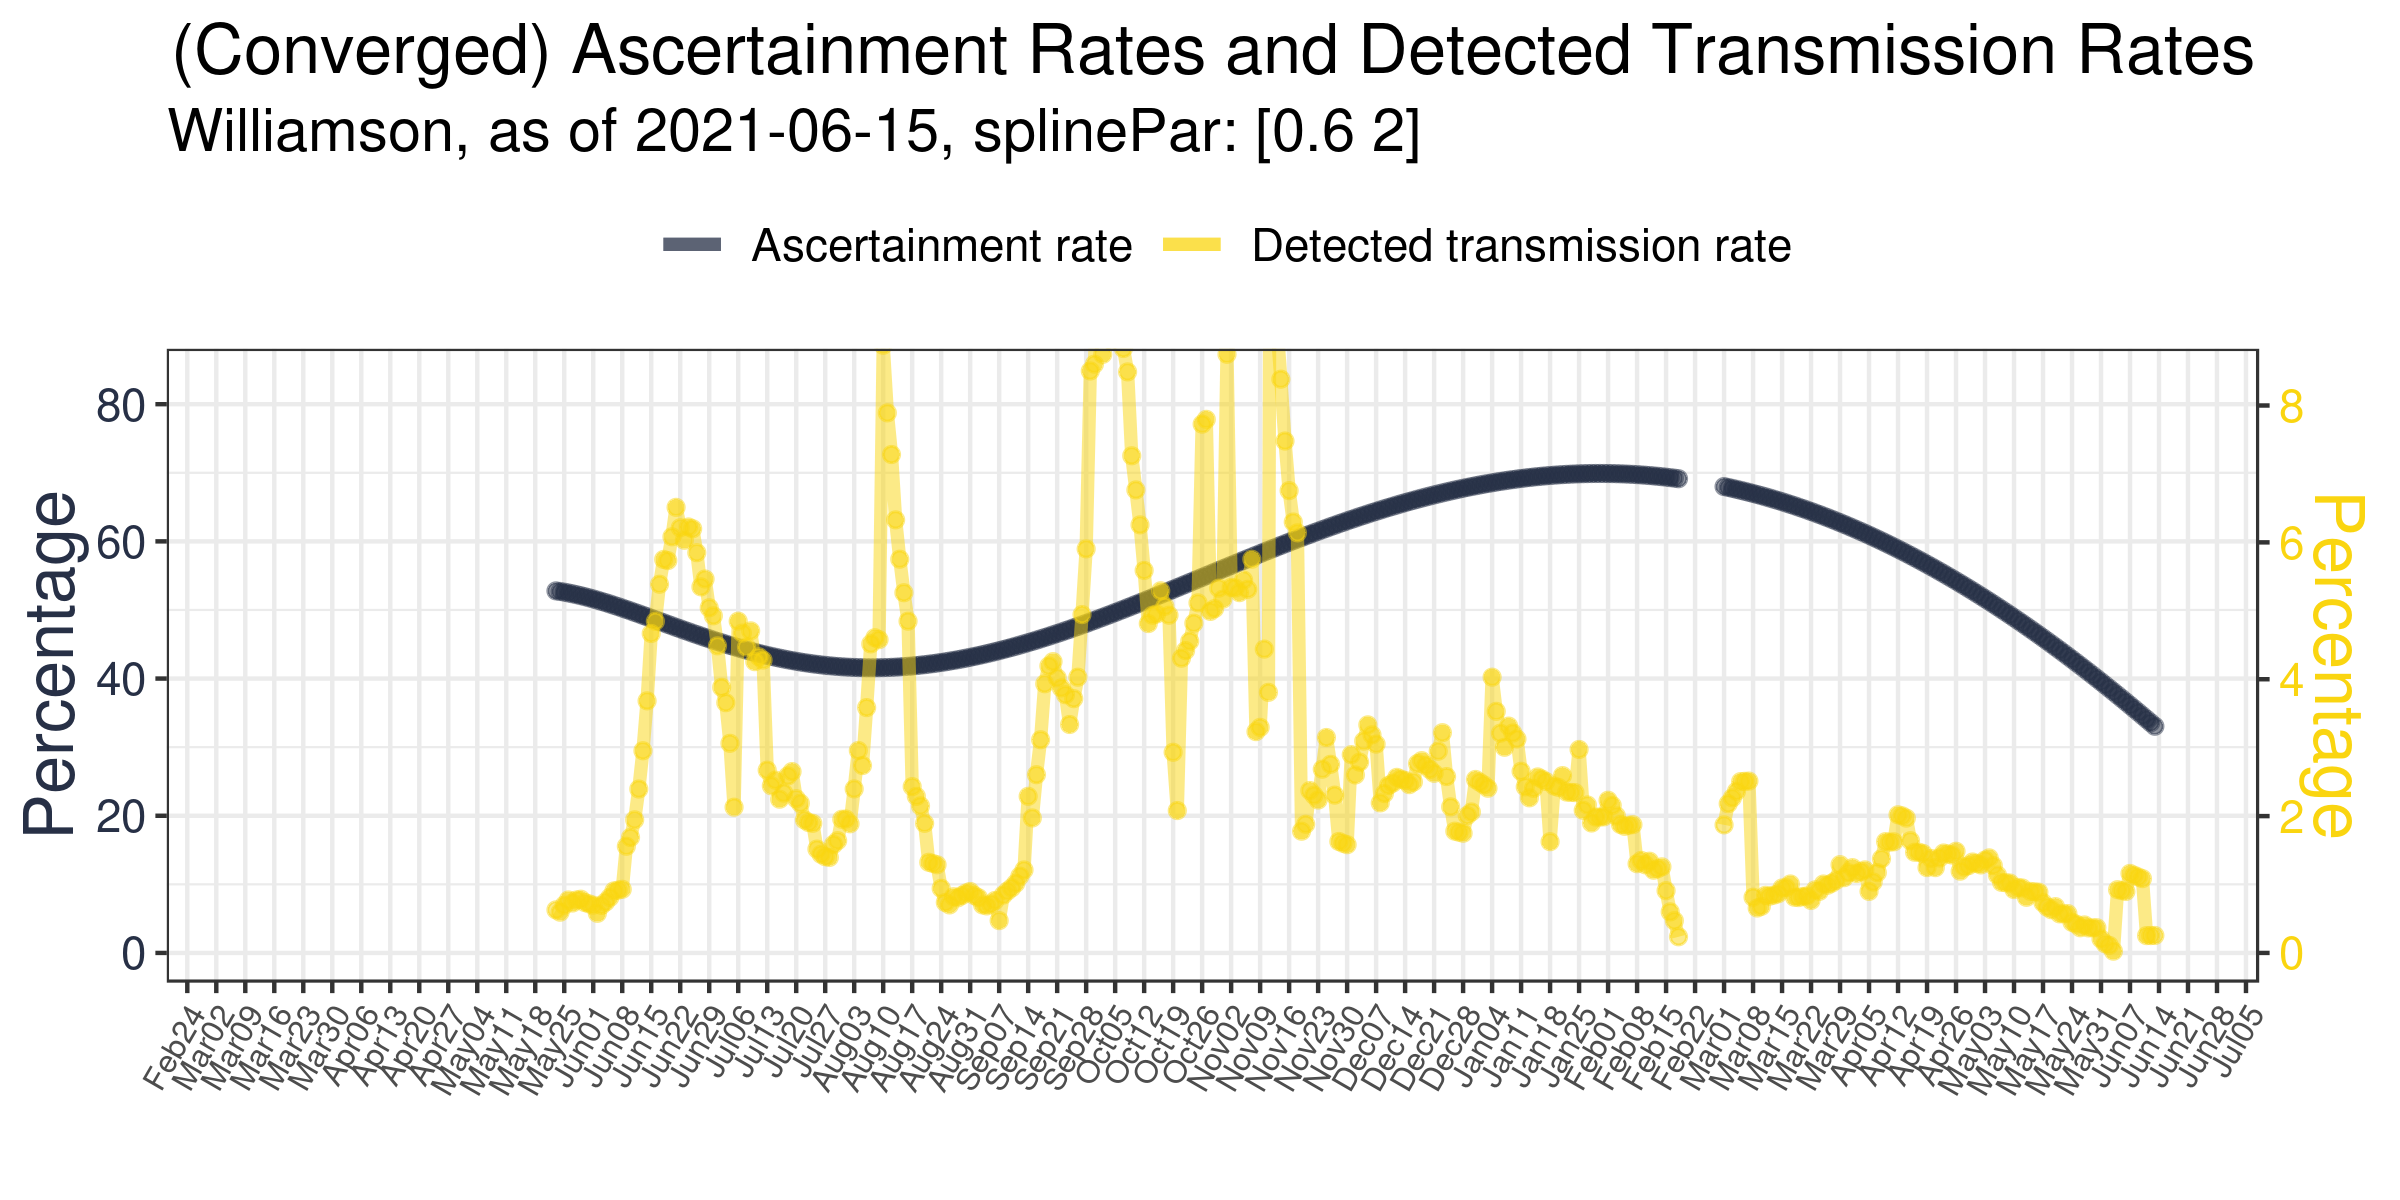 (Converged) Ascertainment Rates and Detected Transmission Rates
Williamson, as of 2021-06-15, splinePar: [0.6 2]
Ascertainment rate
Detected transmission rate
Percentage
80
60
40
20
0
8
6
4
2
0
Percentage
Feb24
Mar02
Mar09
Mar16
Mar23
Mar30
Apr06
Apr13
Apr20
Apr27
May04
May11
May18
May25
Jun01
Jun08
Jun15
Jun22
Jun29
Jul06
Jul13
Jul20
Jul27
Aug03
Aug10
Aug17
Aug24
Aug31
Sep07
Sep14
Sep21
Sep28
Oct05
Oct12
Oct19
Oct26
Nov02
Nov09
Nov16
Nov23
Nov30
Dec07
Dec14
Dec21
Dec28
Jan04
Jan11
Jan18
Jan25
Feb01
Feb08
Feb15
Feb22
Mar01
Mar08
Mar15
Mar22
Mar29
Apr05
Apr12
Apr19
Apr26
May03
May10
May17
May24
May31
Jun07
Jun14
Jun21
Jun28
Jul05